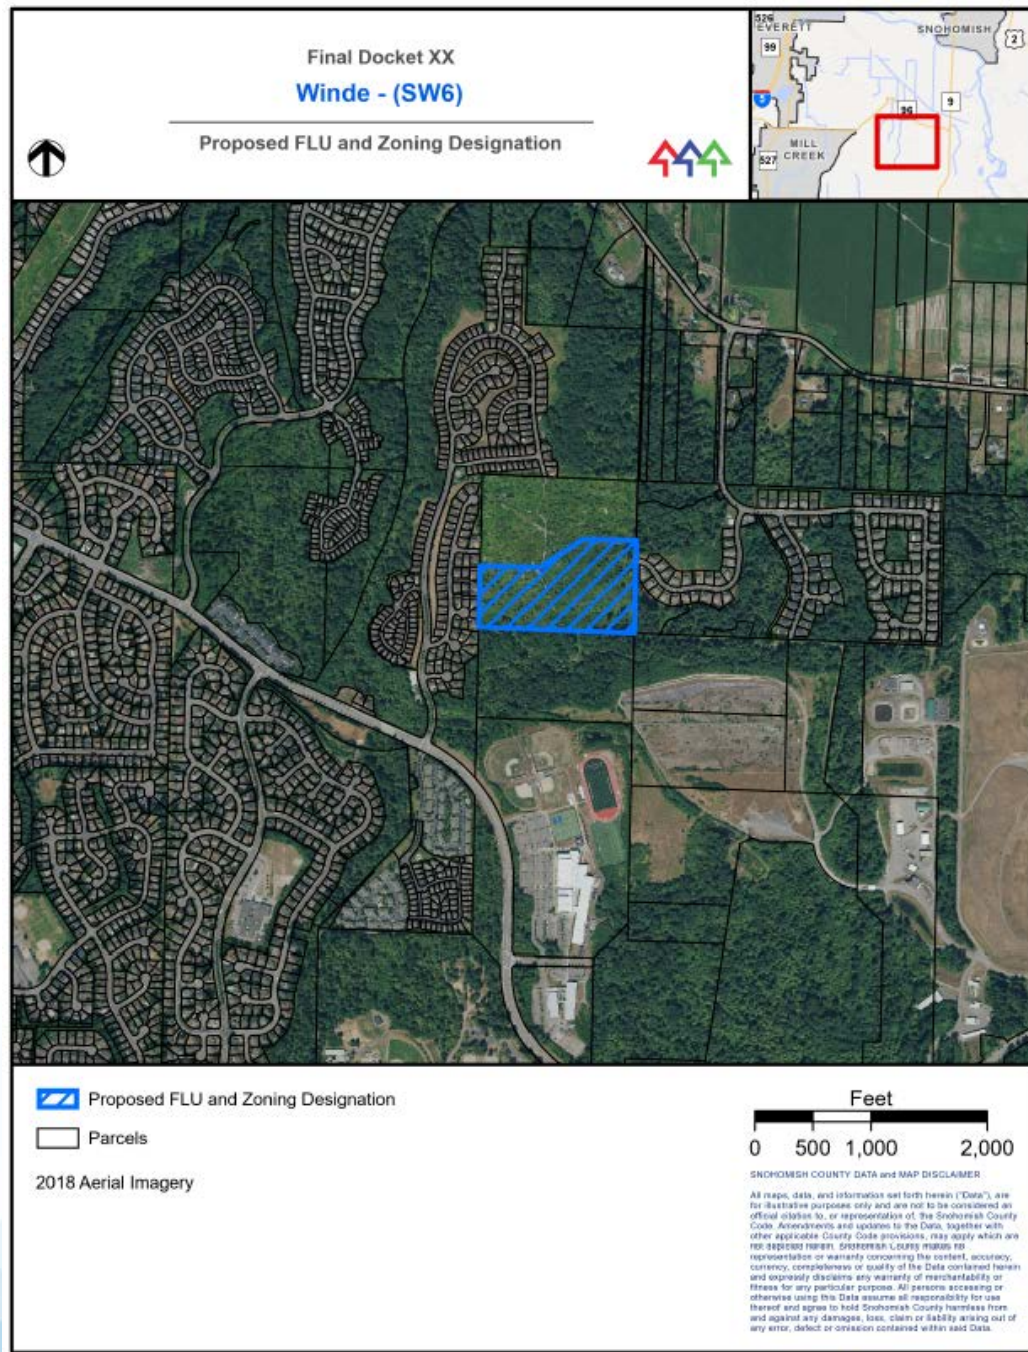 Final Docket XX
Winde - (SW6)
Proposed FLU and Zoning Designation
526
EVERETT
SNOHOMISH
2
99
5
96
9
MILL
CREEK
527
Proposed FLU and Zoning Designation
Parcels
2018 Aerial Imagery
Feet
0 500 1,000 2,000
SNOHOMISH COUNTY DATA and MAP DISCLAIMER
All maps, data, and information set forth herein ("Data"), are
for illustrative purposes only and are not to be considered an
official citation to, or representation of, the Snohomish County
Code. Amendments and updates to the Data, together with
other applicable County Code provisions, may apply which are
not depicted herein. Snohomish County makes no
representation or warranty concerning the content, accuracy,
currency, completeness or quality of the Data contained herein
and expressly disclaims any warranty of merchantability or
fitness for any particular purpose. All persons accessing or
otherwise using this Data assume all responsibility for use
thereof and agree to hold Snohomish County harmless from
and against any damages, loss, claim or liability arising out of
any error, defect or omission contained within said Data.